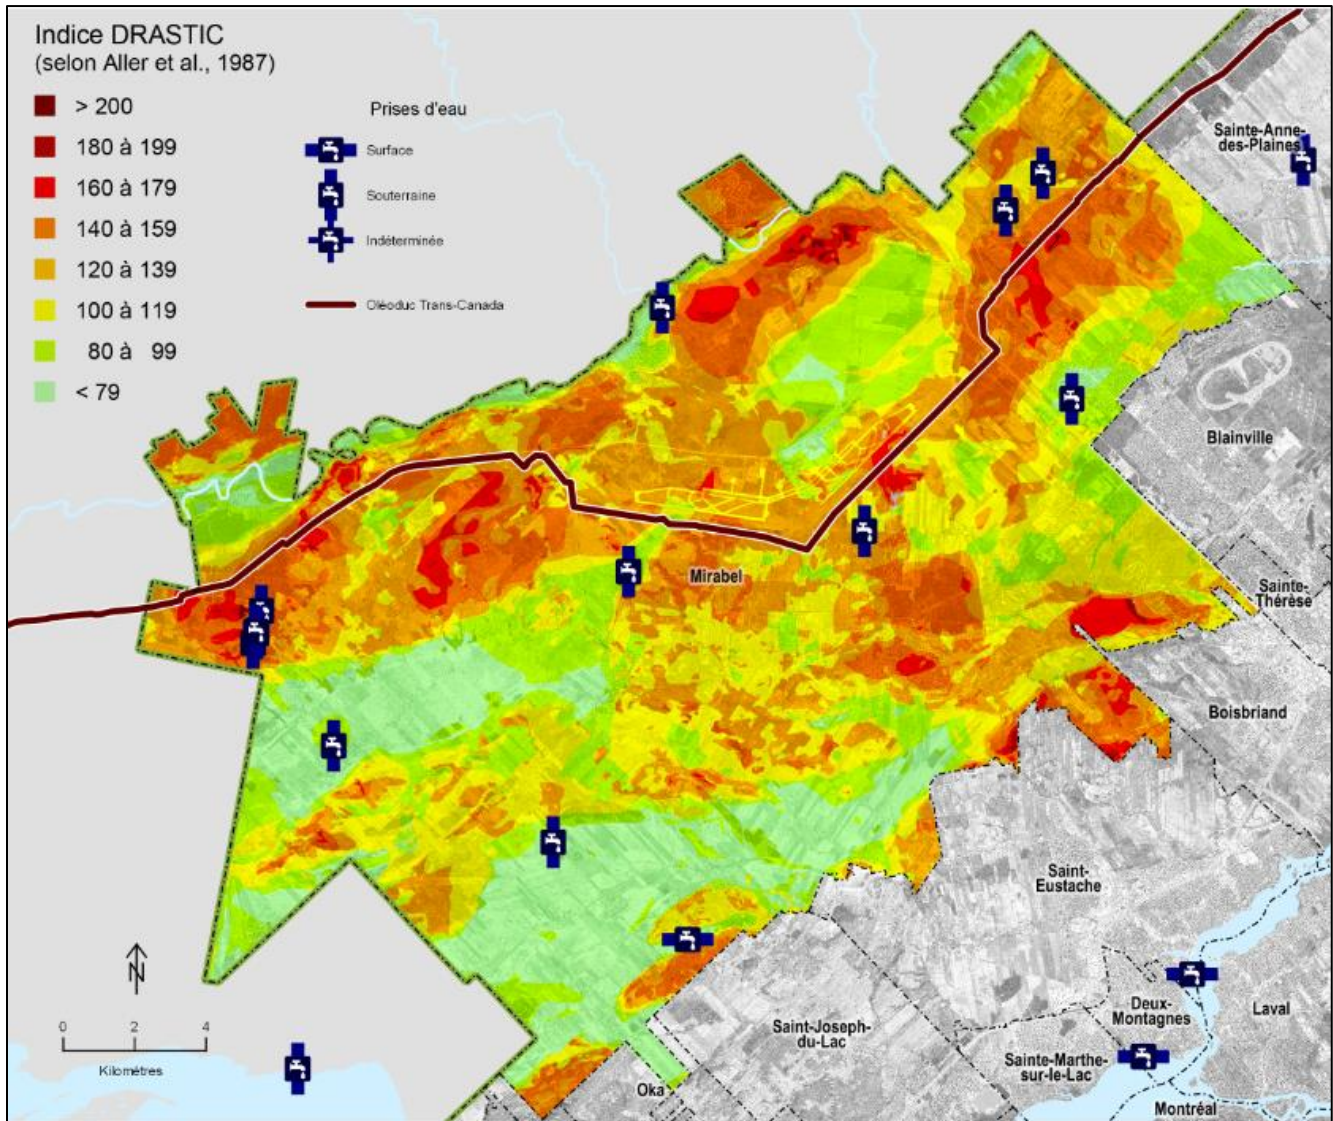 Indice DRASTIC
(selon Aller et al., 1987)
> 200
180 à 199
160 à 179
140 à 159
120 à 139
100 à 119
80 à 99
< 79
Prises d'eau
Surface
Souterraine
Indéterminée
Oléoduc Trans-Canada
Sainte-Anne-
des-Plaines
Blainville
Mirabel
Sainte-
Thérèse
Boisbriand
Saint-
Eustache
Deux-
Montagnes
Laval
Saint-Joseph-
du-Lac
Sainte-Marthe-
sur-le-Lac
Oka
Montréal
N
0 2 4
Kilométres